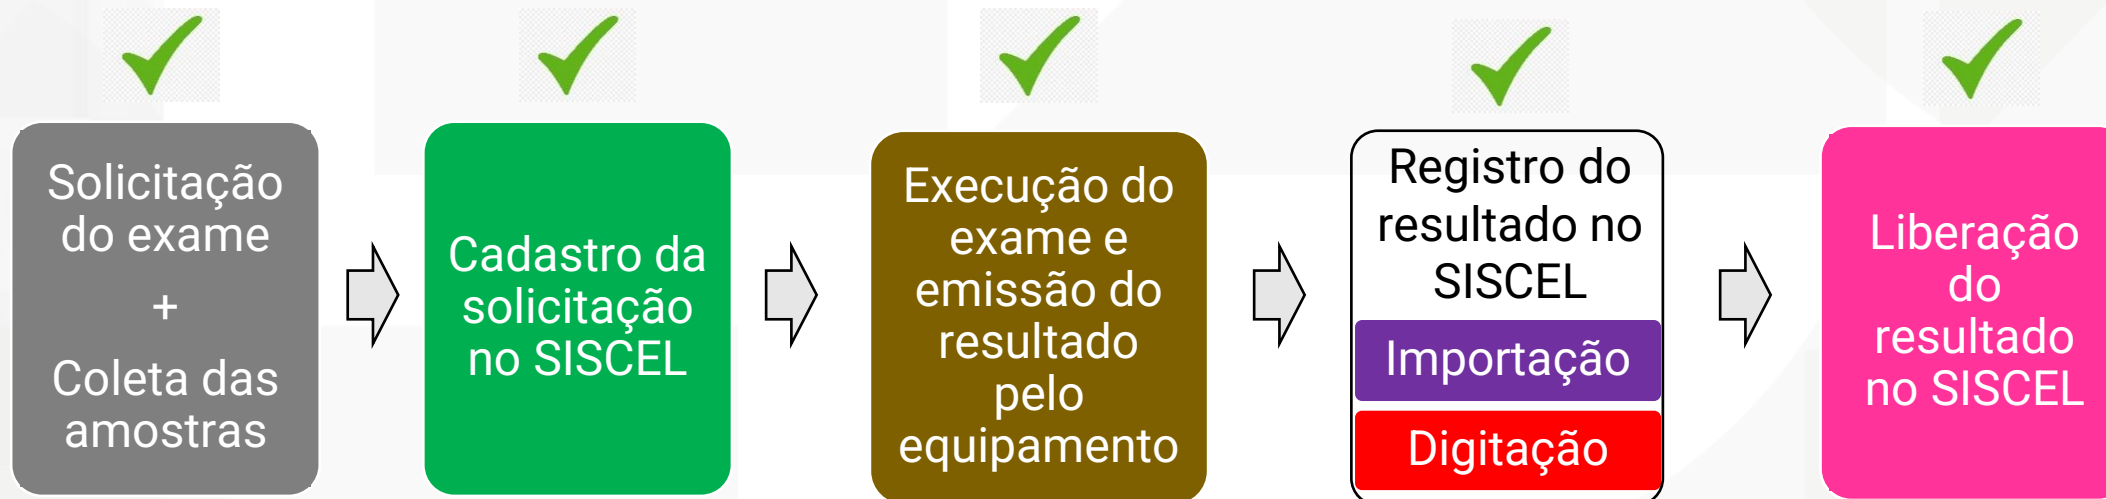 Solicitação
do exame
+
Coleta das
amostras
Cadastro da
solicitação
no SISCEL
Execução do
exame e
emissão do
resultado
pelo
equipamento
Registro do
resultado no
SISCEL
Importação
Digitação
Liberação
do
resultado
no SISCEL